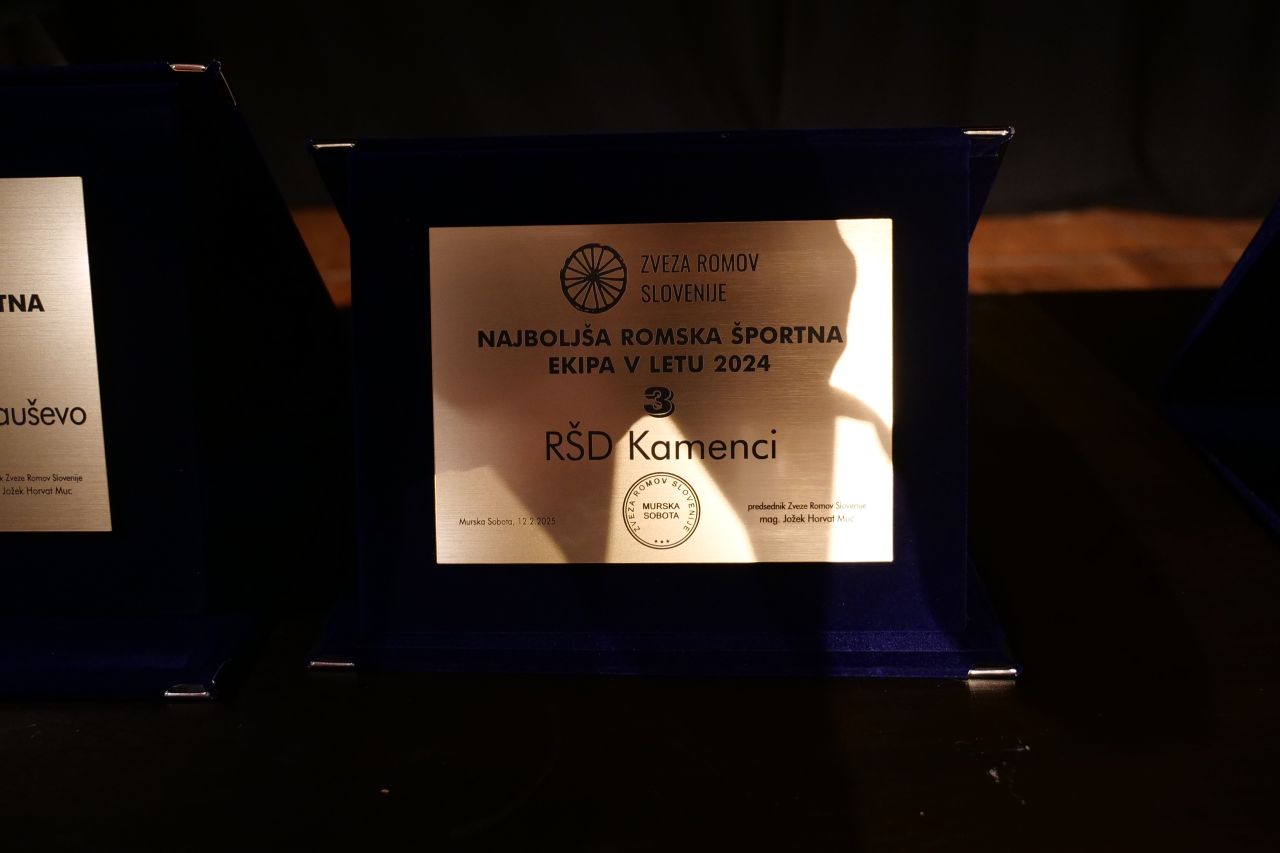 TNA
auševo
k Zveze Romov Slovenije
Jožek Horvat Muc
ZVEZA ROMOV
SLOVENIJE
NAJBOLJŠA ROMSKA ŠPORTNA
EKIPA V LETU 2024
3
RŠD Kamenci
ZVEZA ROMOV SLOVENIJE
MURSKA
SOBOTA
Murska Sobota, 12.2.2025
predsednik Zveze Romov Slovenije
mag. Jožek Horvat Muc